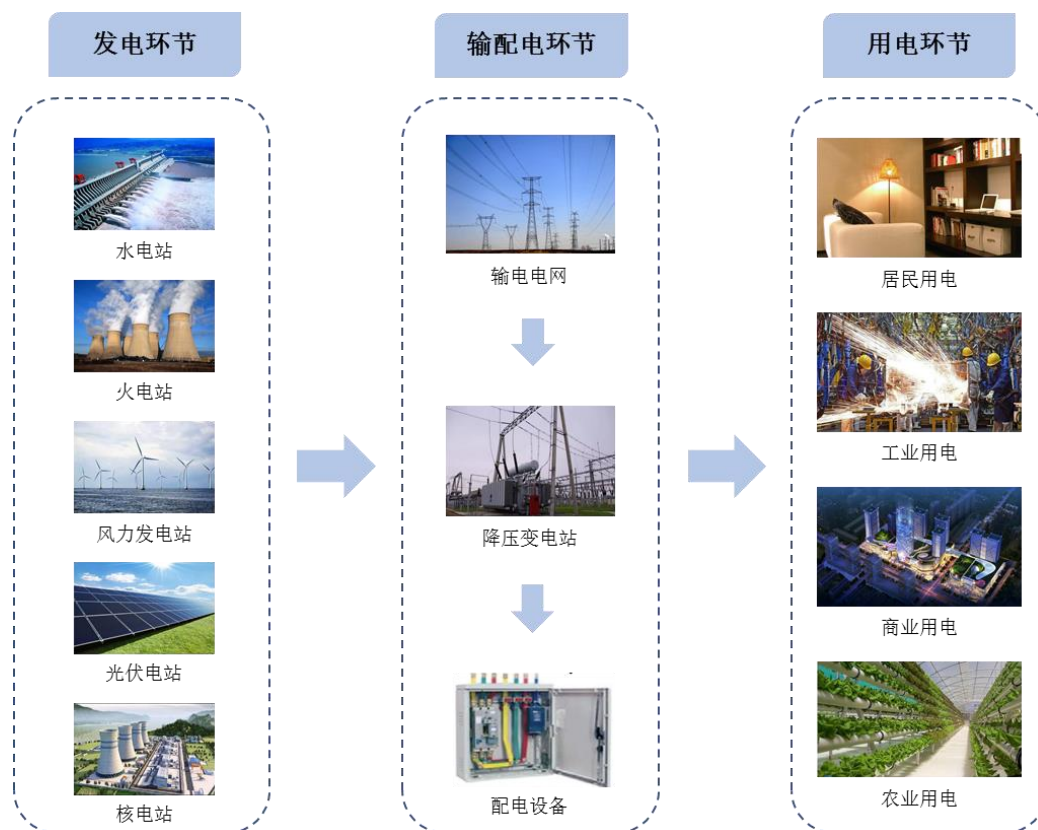 发电环节
输配电环节
用电环节
水电站
火电站
风力发电站
光伏电站
核电站
输电电网
降压变电站
配电设备
居民用电
工业用电
商业用电
农业用电